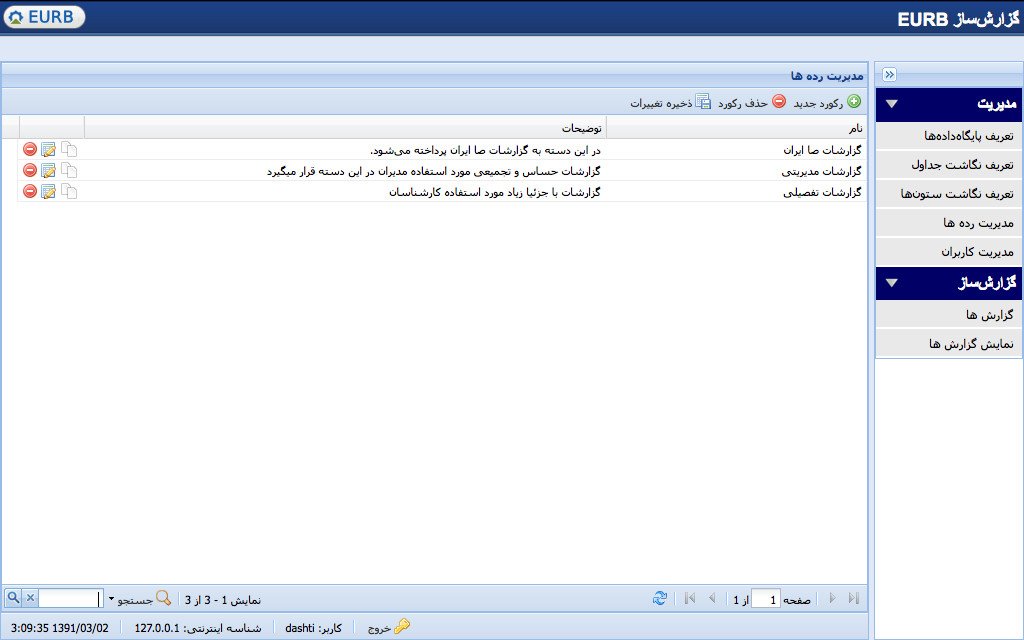 گزارش‌ساز EURB
EURB
مدیریت
تعریف پایگاه‌داده‌ها
تعریف نگاشت جداول
تعریف نگاشت ستون‌ها
مدیریت رده ها
مدیریت کاربران
گزارش‌ساز
گزارش ها
نمایش گزارش ها
مدیریت رده ها
رکورد جدید حذف رکورد ذخیره تغییرات
نام توضیحات
گزارشات صا ایران در این دسته به گزارشات صا ایران پرداخته می‌شود.
گزارشات مدیریتی گزارشات حساس و تجمیعی مورد استفاده مدیران در این دسته قرار میگیرد
گزارشات تفصیلی گزارشات با جزئیا زیاد مورد استفاده کارشناسان
صفحه 1 از 1 نمایش 1 - 3 از 3 جستجو
خروج کاربر: dashti شناسه اینترنتی: 127.0.0.1 1391/03/02 3:09:35